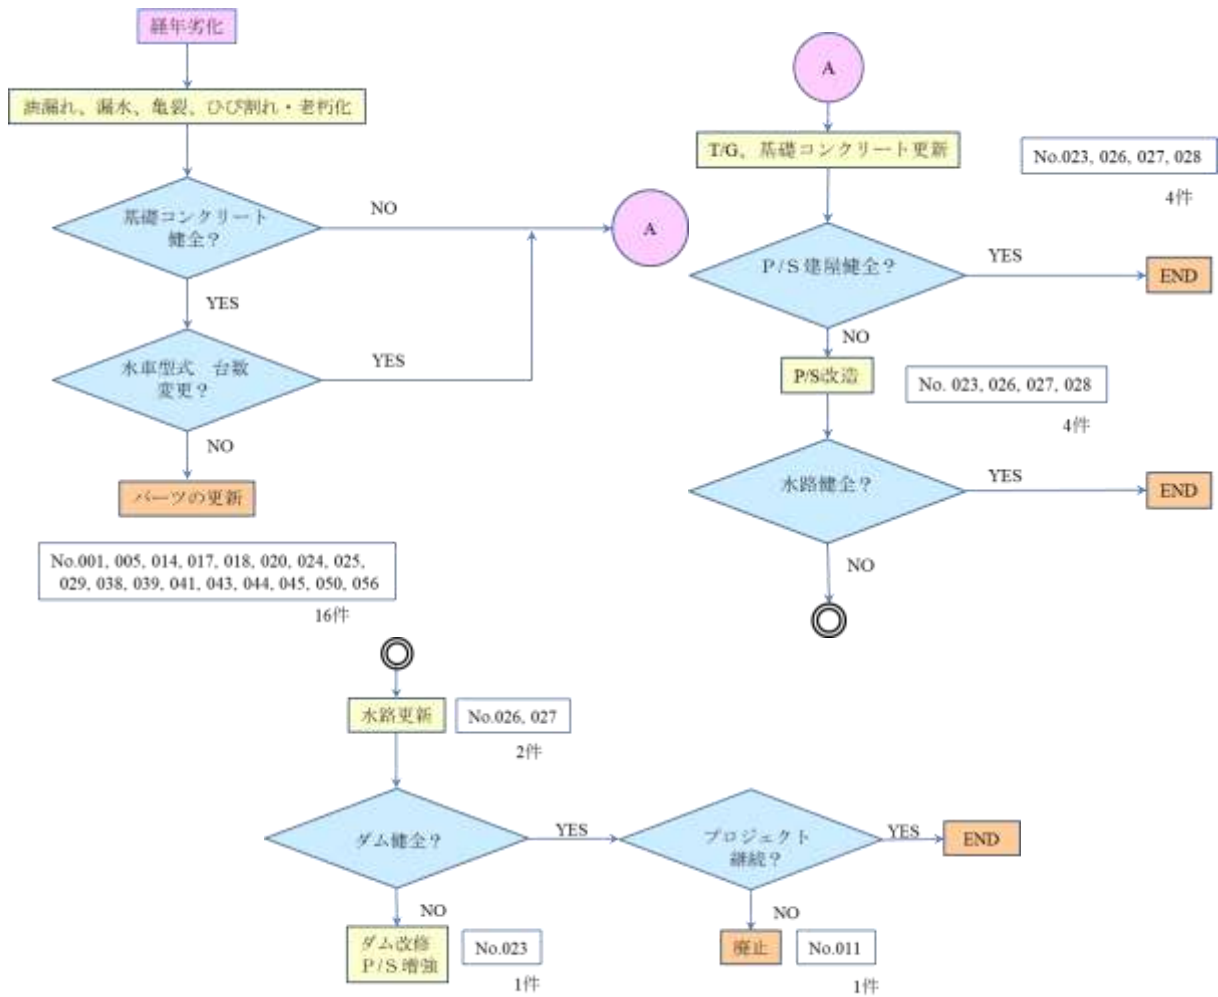 経年劣化
油漏れ、漏水、亀裂、ひび割れ・老朽化
基礎コンクリート
健全？
NO
A
YES
水車型式　台数
変更？
YES
NO
パーツの更新
No.001, 005, 014, 017, 018, 020, 024, 025,
029, 038, 039, 041, 043, 044, 045, 050, 056
16件
A
T/G、基礎コンクリート更新
No.023, 026, 027, 028
4件
P/S建屋健全？
YES
END
NO
P/S改造
No. 023, 026, 027, 028
4件
水路健全？
YES
END
NO
水路更新
No.026, 027
2件
ダム健全？
YES
プロジェクト
継続？
YES
END
NO
ダム改修
P/S増強
No.023
1件
NO
廃止
No.011
1件